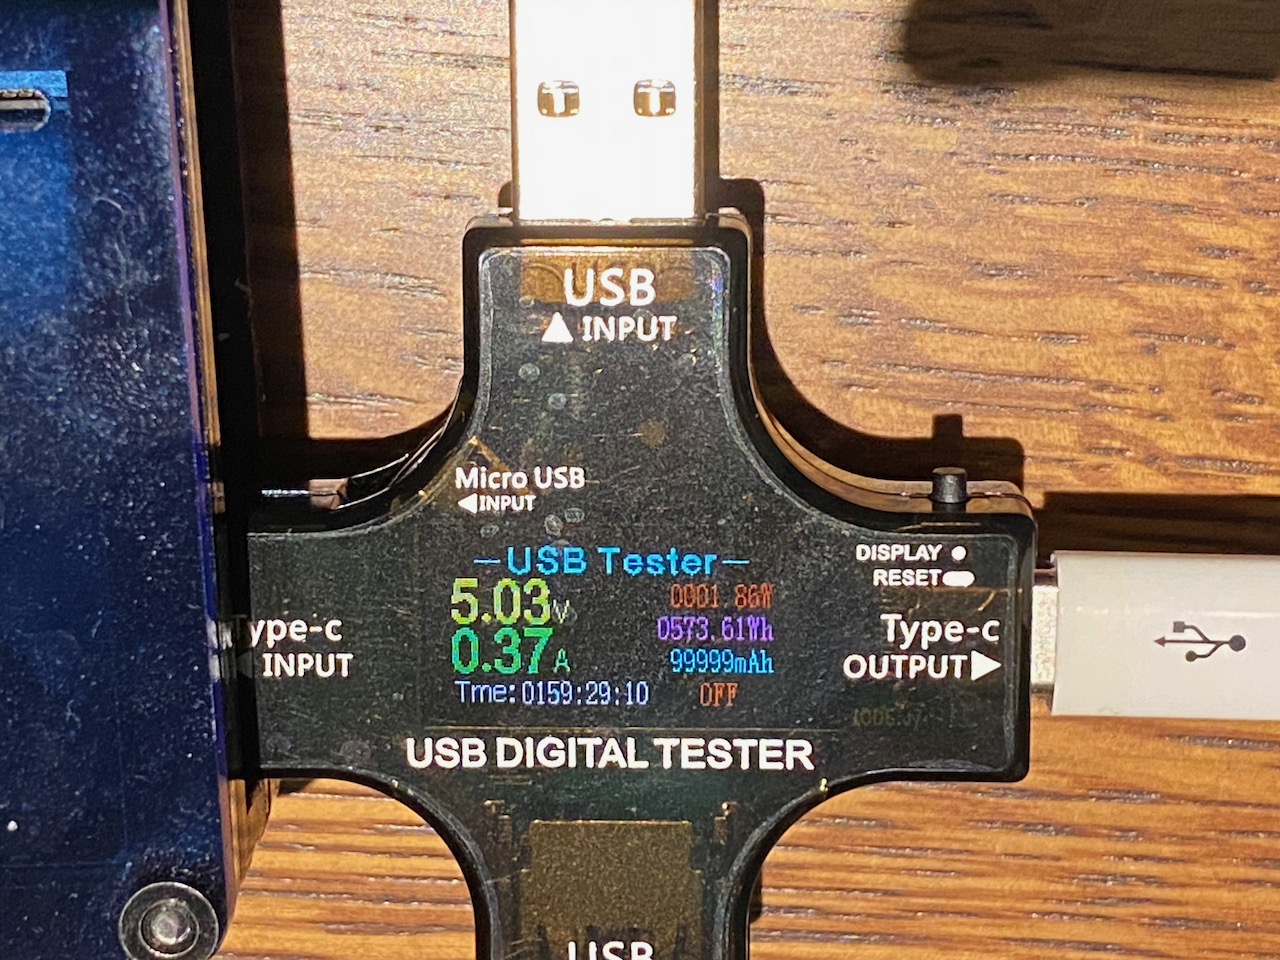 USB
▲ INPUT
Micro USB
◀INPUT
DISPLAY ●
RESET
—USB Tester—
5.03V
0001.86W
0.37A
0573.61Wh
99999mAh
Tme:0159:29:10
OFF
Type-c
◀ INPUT
Type-c
OUTPUT▶
USB DIGITAL TESTER
USB